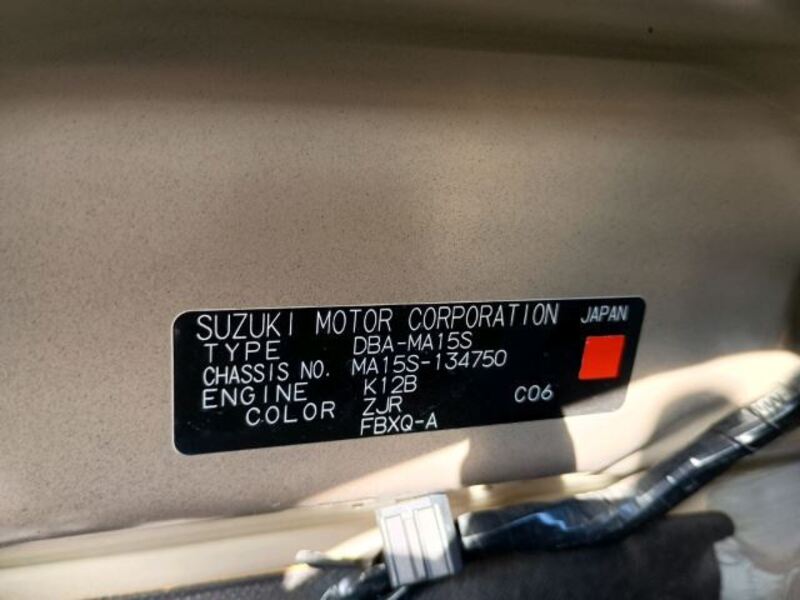 SUZUKI MOTOR CORPORATION JAPAN
TYPE DBA-MA15S
CHASSIS NO. MA15S-134750
ENGINE K12B
COLOR ZJR C06
FBXQ-A